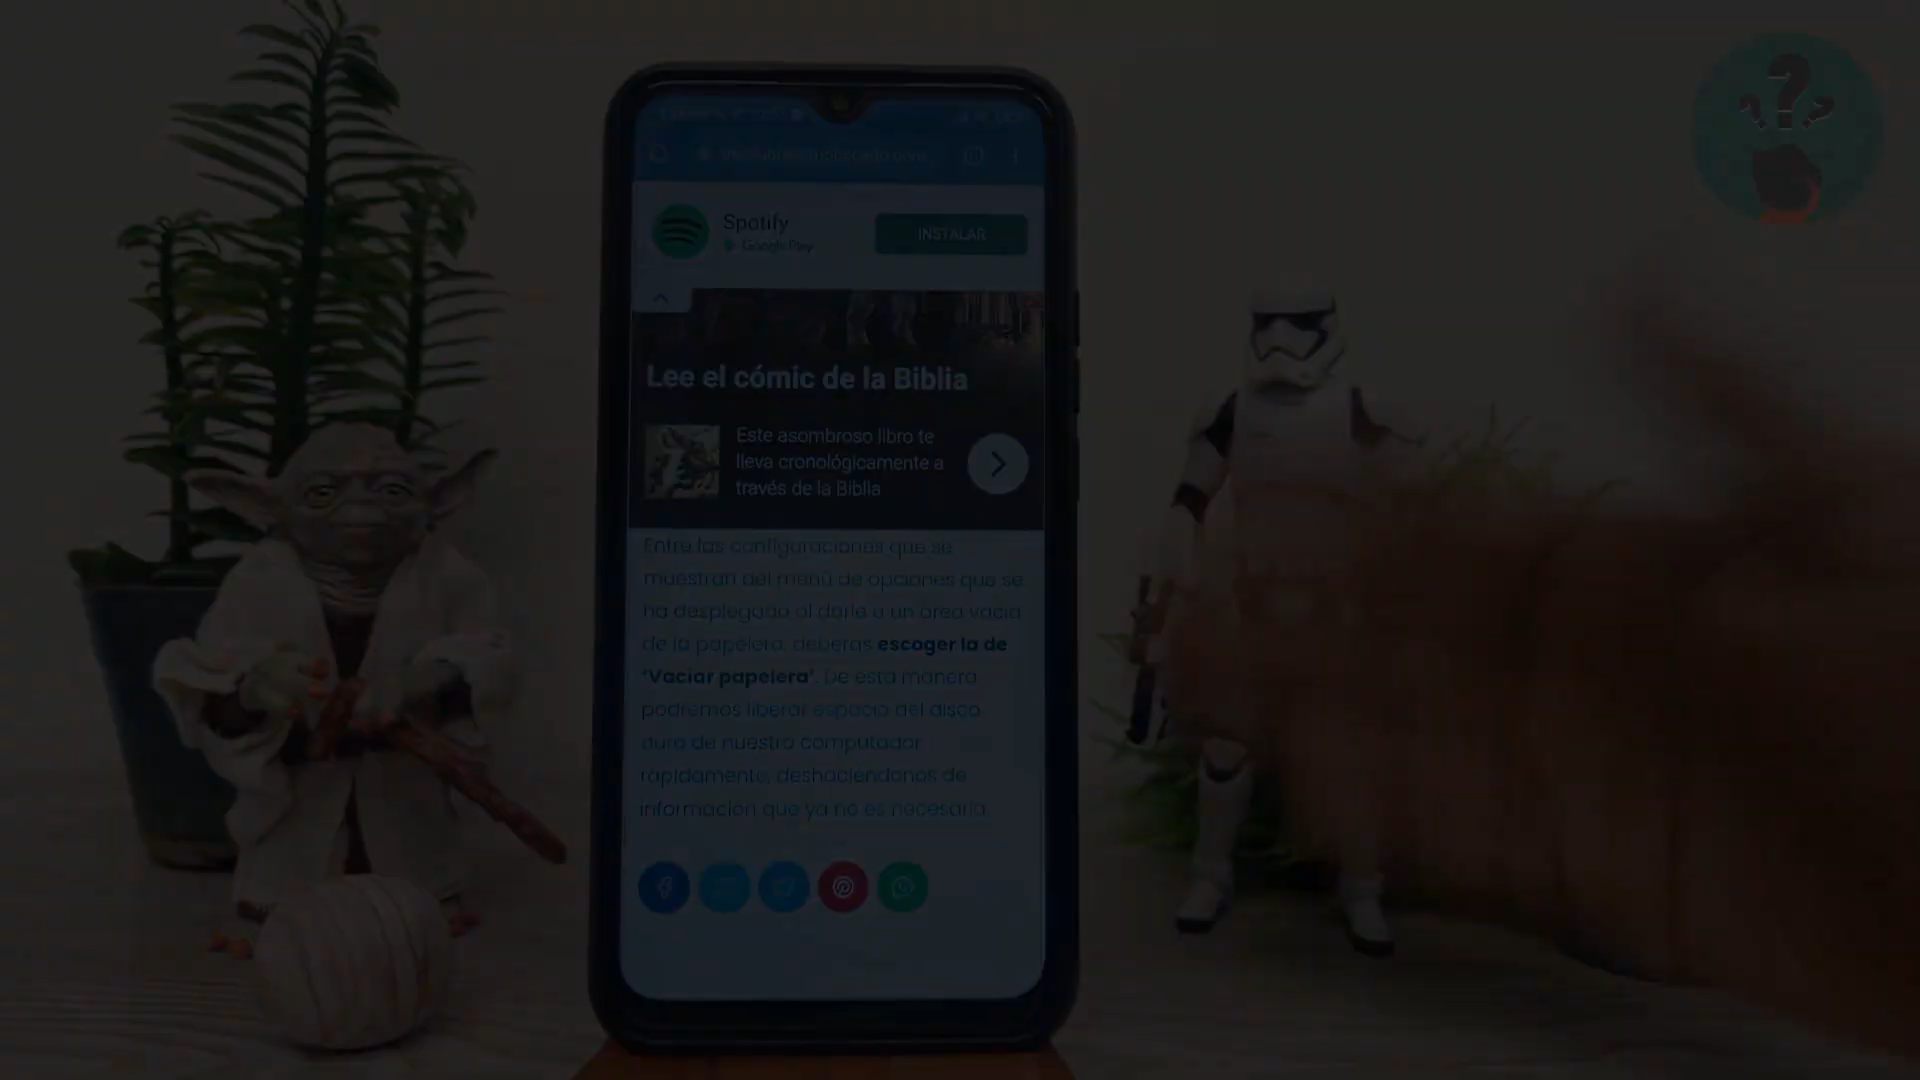 Spotify
Google Play
INSTALAR
Lee el cómic de la Biblia
Este asombroso libro te
lleva cronológicamente a
través de la Biblia
Entre las configuraciones que se
muestran del menú de opciones que se
ha desplegado al darle a un área vacía
de la papelera, deberás escoger la de
'Vaciar papelera'. De esta manera
podremos liberar espacio del disco
duro de nuestro computador
rápidamente, deshaciéndonos de
información que ya no es necesaria.